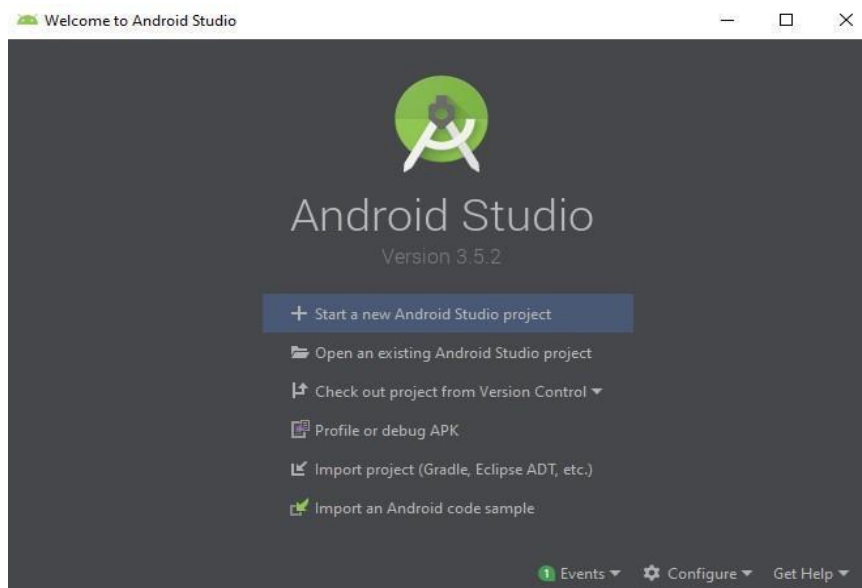 Welcome to Android Studio
Android Studio
Version 3.5.2
Start a new Android Studio project
Open an existing Android Studio project
Check out project from Version Control
Profile or debug APK
Import project (Gradle, Eclipse ADT, etc.)
Import an Android code sample
1 Events Configure Get Help